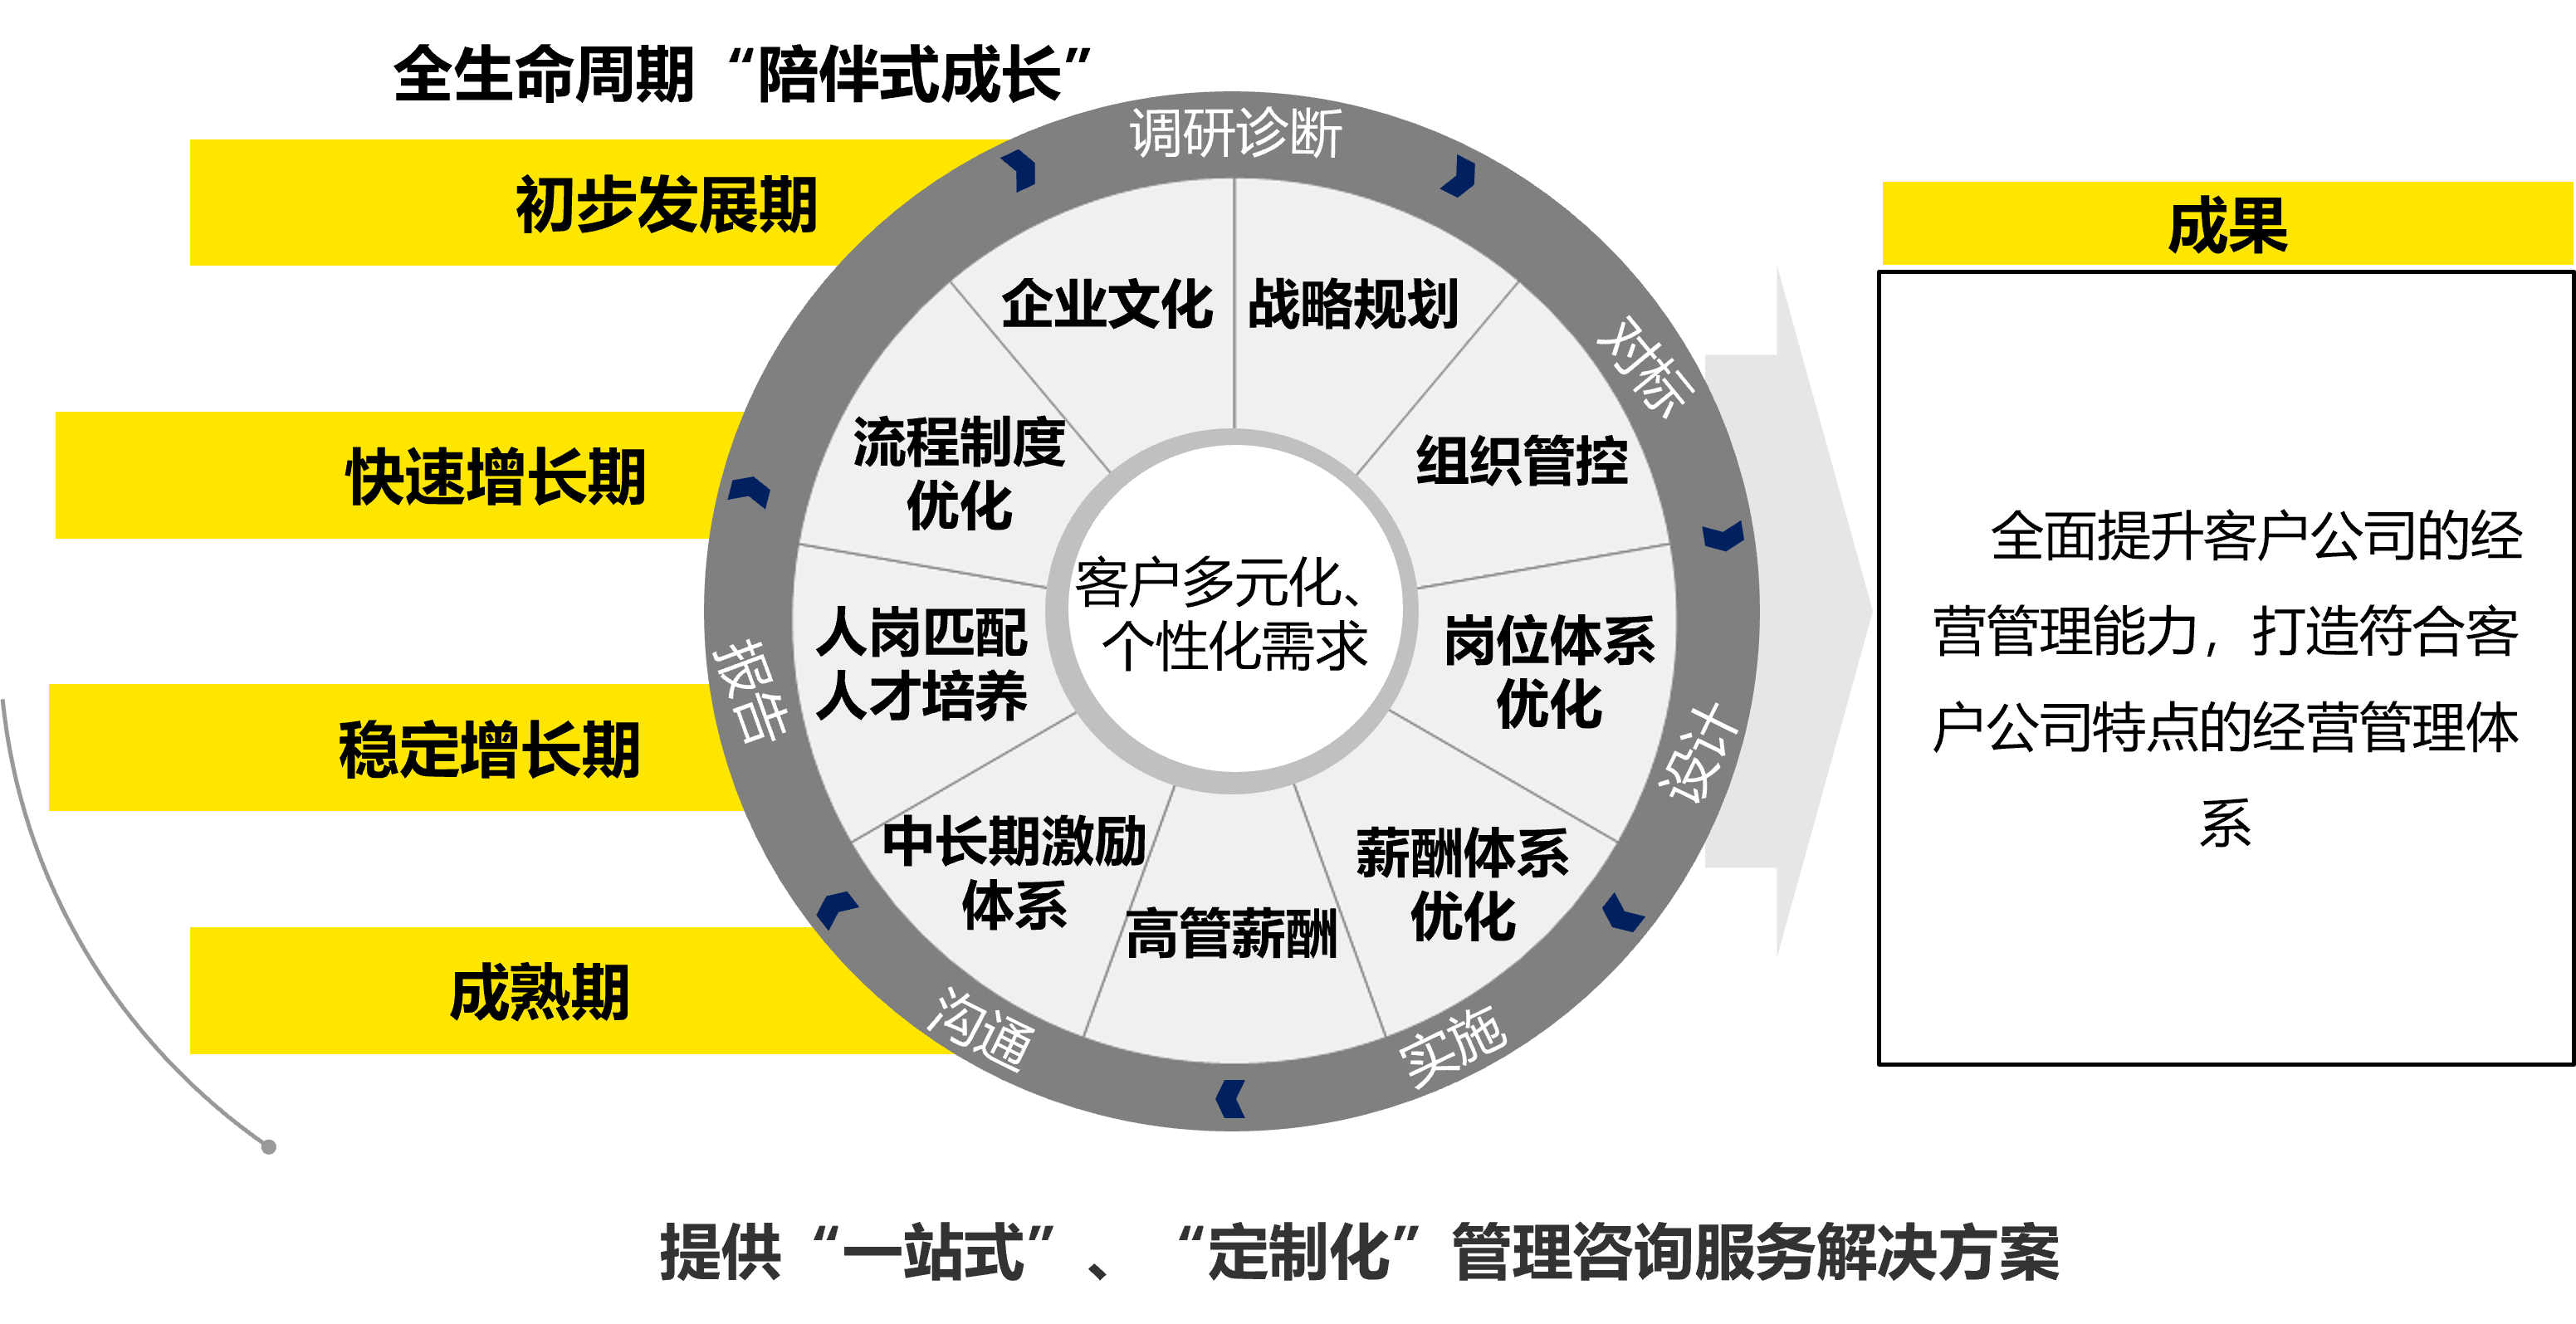 全生命周期“陪伴式成长”
初步发展期
快速增长期
稳定增长期
成熟期
调研诊断
对标
设计
实施
沟通
报告
企业文化
战略规划
组织管控
岗位体系
优化
薪酬体系
优化
高管薪酬
中长期激励
体系
人岗匹配
人才培养
流程制度
优化
客户多元化、
个性化需求
成果
全面提升客户公司的经
营管理能力，打造符合客
户公司特点的经营管理体
系
提供“一站式”、“定制化”管理咨询服务解决方案